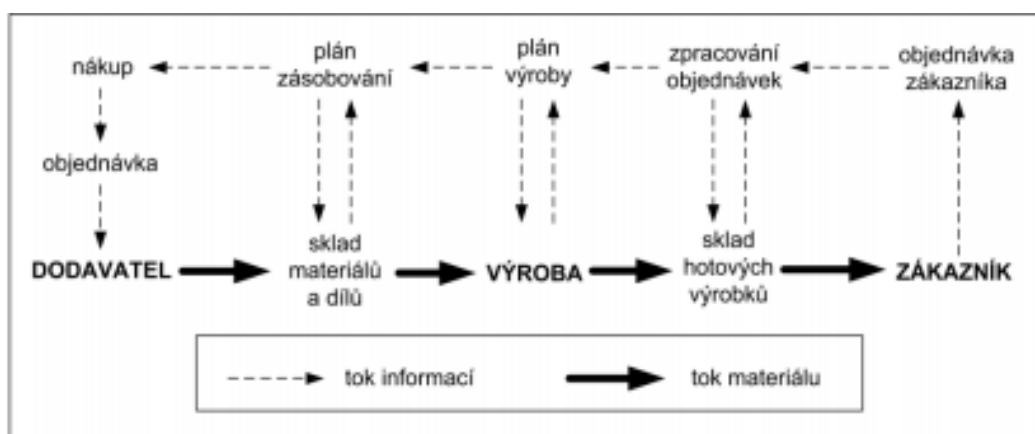 nákup
plán
zásobování
plán
výroby
zpracování
objednávek
objednávka
zákazníka
objednávka
DODAVATEL
sklad
materiálů
a dílů
VÝROBA
sklad
hotových
výrobků
ZÁKAZNÍK
tok informací
tok materiálu